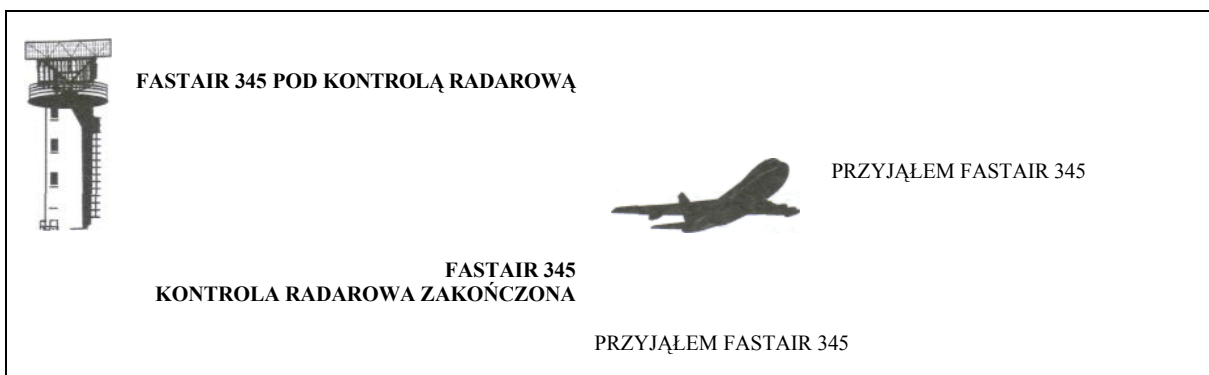 FASTAIR 345 POD KONTROLĄ RADAROWĄ
PRZYJĄŁEM FASTAIR 345
FASTAIR 345
KONTROLA RADAROWA ZAKOŃCZONA
PRZYJĄŁEM FASTAIR 345